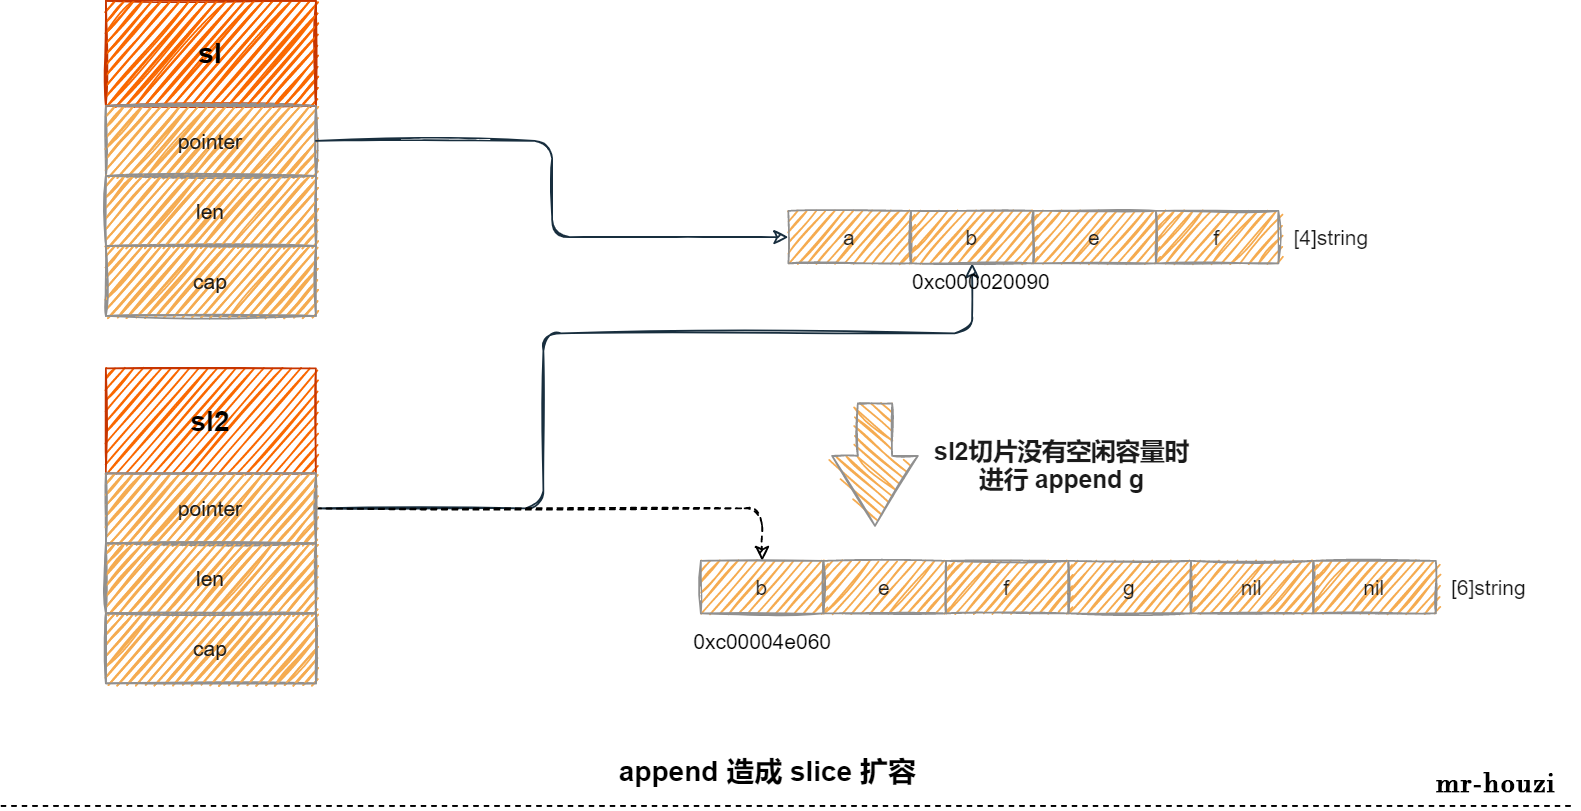 sl
pointer
len
cap
a b e f [4]string
0xc000020090
sl2
pointer
len
cap
sl2切片没有空闲容量时
进行 append g
b e f g nil nil [6]string
0xc00004e060
append 造成 slice 扩容
mr-houzi